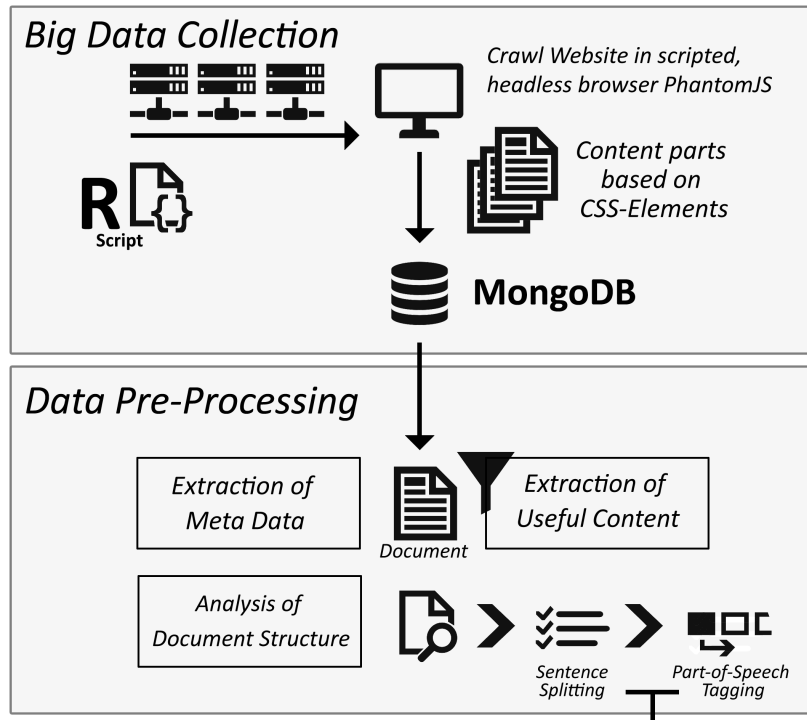 Big Data Collection
Crawl Website in scripted,
headless browser PhantomJS
Content parts
based on
CSS-Elements
R
{}
Script
MongoDB
Data Pre-Processing
Extraction of
Meta Data
Document
Extraction of
Useful Content
Analysis of
Document Structure
Sentence
Splitting
Part-of-Speech
Tagging